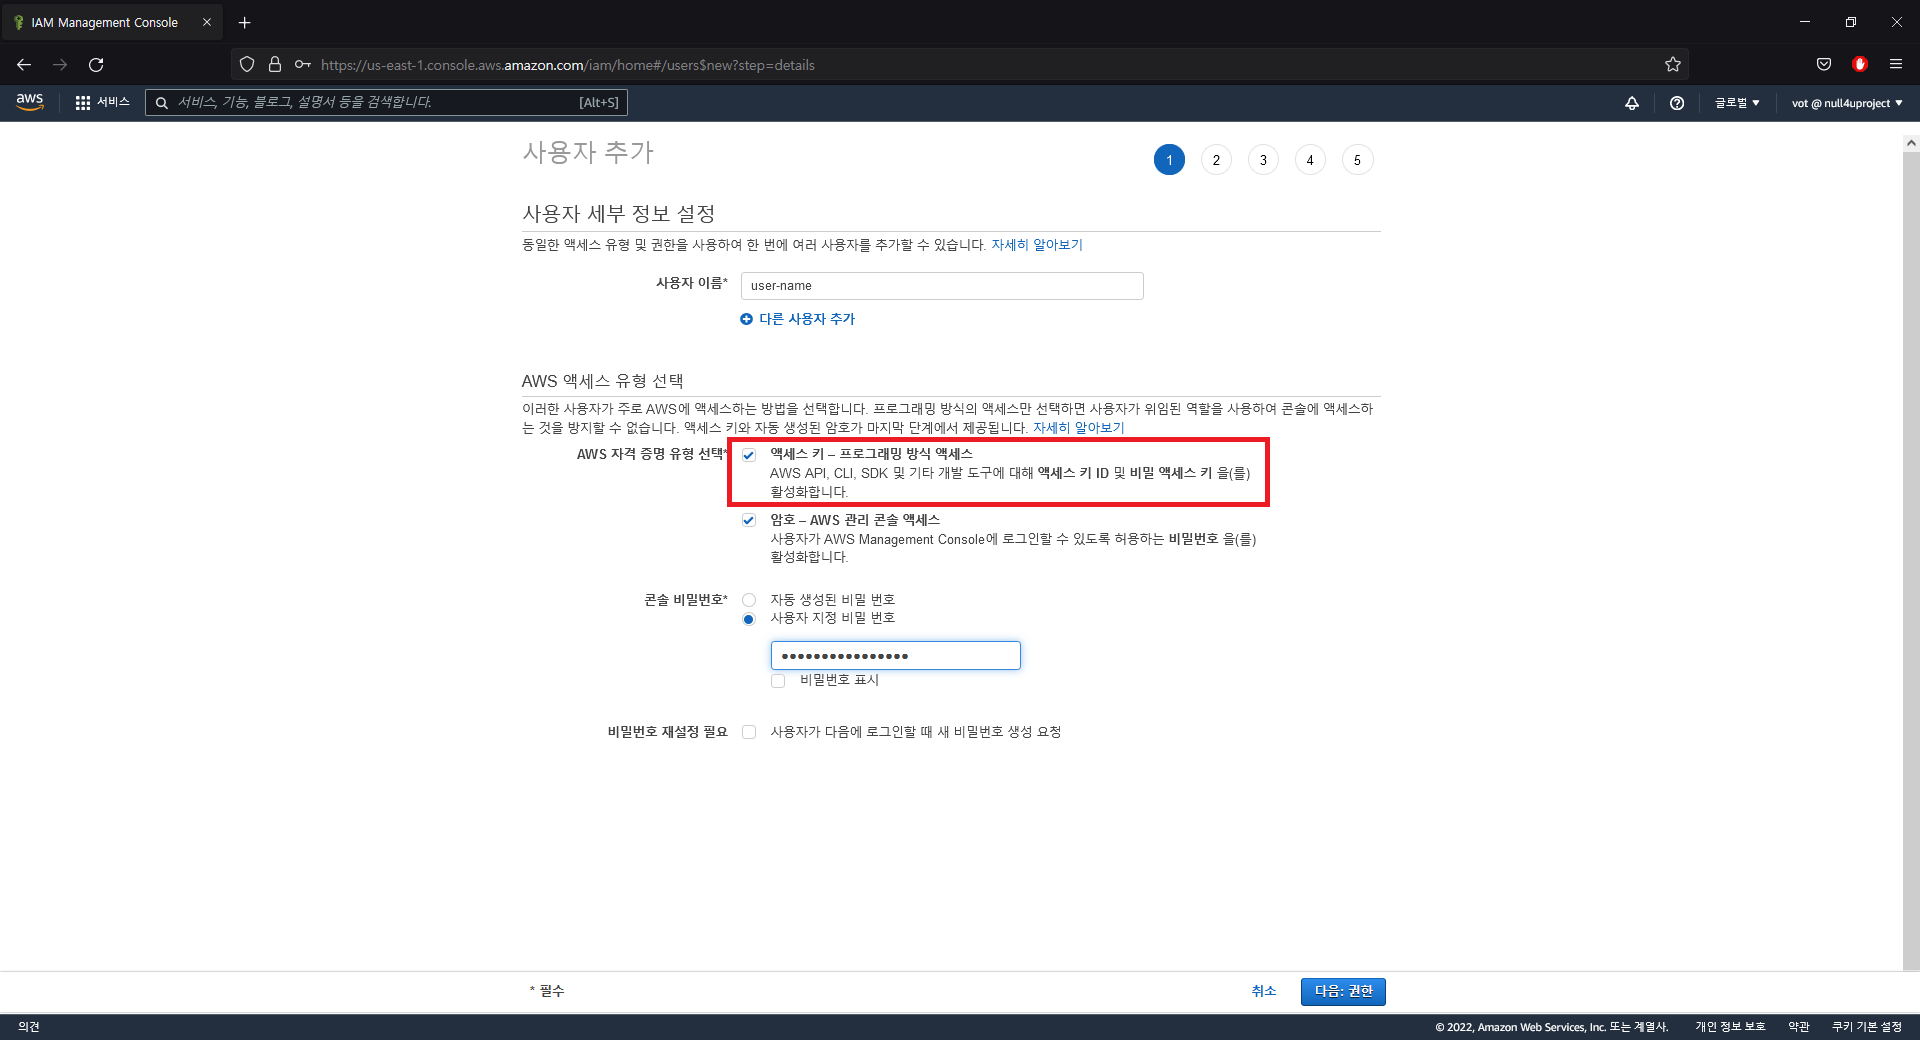 IAM Management Console
https://us-east-1.console.aws.amazon.com/iam/home#/users$new?step=details
aws
서비스
서비스, 기능, 블로그, 설명서 등을 검색합니다.
[Alt+S]
글로벌
vot @ null4uproject
사용자 추가
1
2
3
4
5
사용자 세부 정보 설정
동일한 액세스 유형 및 권한을 사용하여 한 번에 여러 사용자를 추가할 수 있습니다. 자세히 알아보기
사용자 이름*
user-name
다른 사용자 추가
AWS 액세스 유형 선택
이러한 사용자가 주로 AWS에 액세스하는 방법을 선택합니다. 프로그래밍 방식의 액세스만 선택하면 사용자가 위임된 역할을 사용하여 콘솔에 액세스하
는 것을 방지할 수 없습니다. 액세스 키와 자동 생성된 암호가 마지막 단계에서 제공됩니다. 자세히 알아보기
AWS 자격 증명 유형 선택*
액세스 키 – 프로그래밍 방식 액세스
AWS API, CLI, SDK 및 기타 개발 도구에 대해 액세스 키 ID 및 비밀 액세스 키 을(를)
활성화합니다.
암호 – AWS 관리 콘솔 액세스
사용자가 AWS Management Console에 로그인할 수 있도록 허용하는 비밀번호 을(를)
활성화합니다.
콘솔 비밀번호*
자동 생성된 비밀 번호
사용자 지정 비밀 번호
••••••••••••••••
비밀번호 표시
비밀번호 재설정 필요
사용자가 다음에 로그인할 때 새 비밀번호 생성 요청
* 필수
취소
다음: 권한
의견
© 2022, Amazon Web Services, Inc. 또는 계열사.
개인 정보 보호
약관
쿠키 기본 설정